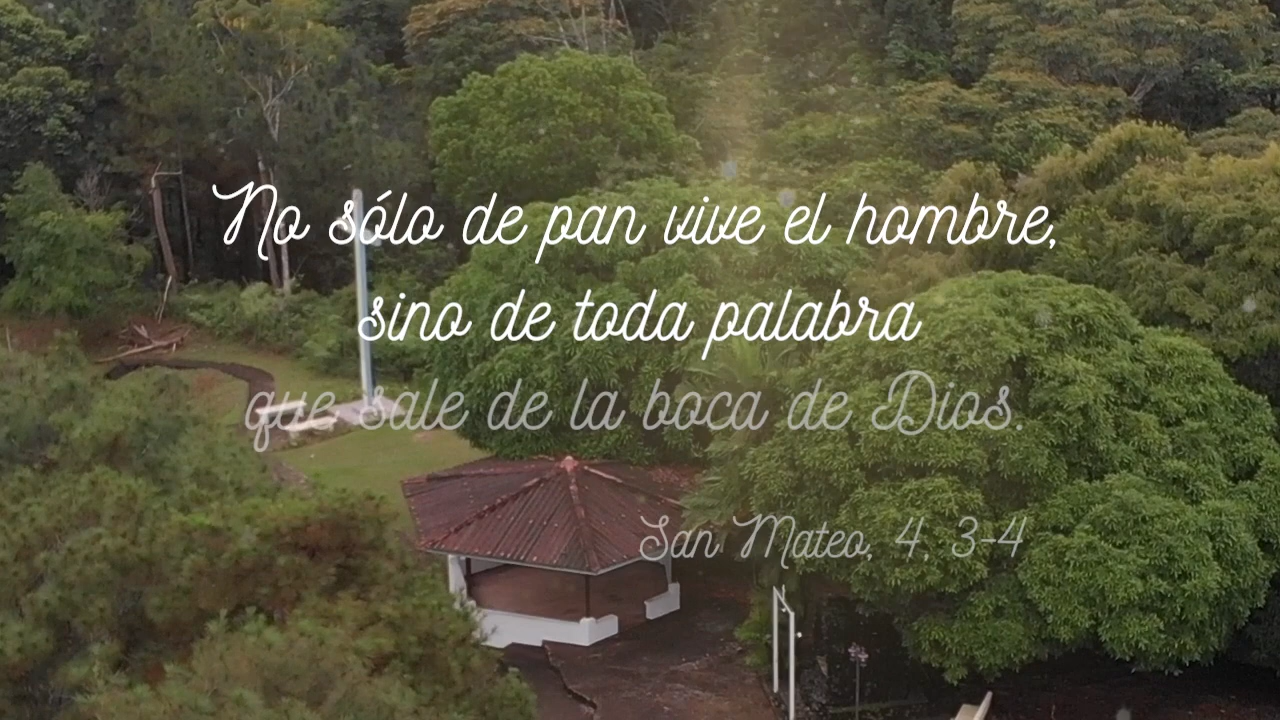 No sólo de pan vive el hombre,
sino de toda palabra
que sale de la boca de Dios.
San Mateo, 4, 3-4